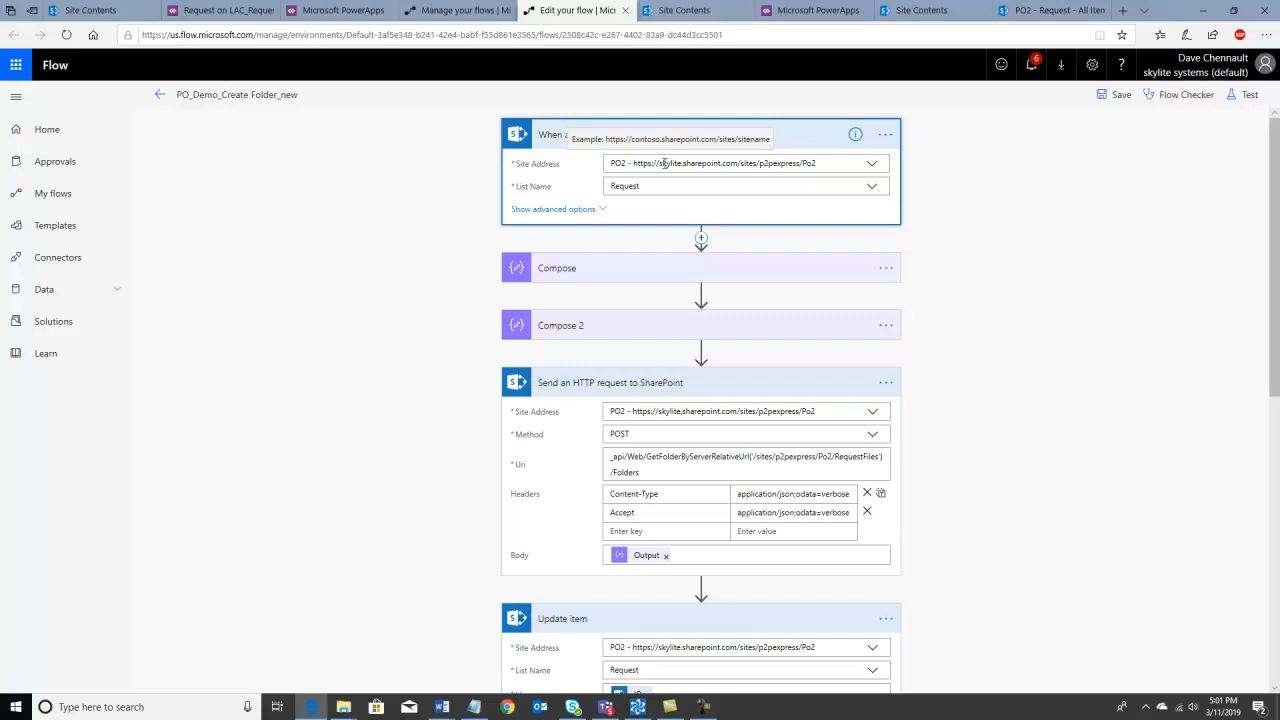 Site Contents
Request on LAC_Reques
Microsoft PowerApps
Manage your flows | Mi
Edit your flow | Micr
Site Contents
Microsoft PowerApps
Site Contents
PO2 - Request - All Iten
https://us.flow.microsoft.com/manage/environments/Default-3af5e348-b241-42e4-babf-f55d861e3565/flows/2508c42c-e267-4402-83a9-dc44d3cc5501
Flow
6
?
Dave Chennault
skylite systems (default)
PO_Demo_Create Folder_new
Save
Flow Checker
Test
Home
Approvals
My flows
Templates
Connectors
Data
Solutions
Learn
When a
Example: https://contoso.sharepoint.com/sites/sitename
* Site Address
PO2 - https://skylite.sharepoint.com/sites/p2pexpress/Po2
* List Name
Request
Show advanced options
Compose
Compose 2
Send an HTTP request to SharePoint
* Site Address
PO2 - https://skylite.sharepoint.com/sites/p2pexpress/Po2
* Method
POST
* Uri
_api/Web/GetFolderByServerRelativeUrl('/sites/p2pexpress/Po2/RequestFiles')
/Folders
Headers
Content-Type
application/json;odata=verbose
Accept
application/json;odata=verbose
Enter key
Enter value
Body
Output x
Update item
* Site Address
PO2 - https://skylite.sharepoint.com/sites/p2pexpress/Po2
* List Name
Request
Type here to search
5:01 PM
3/11/2019